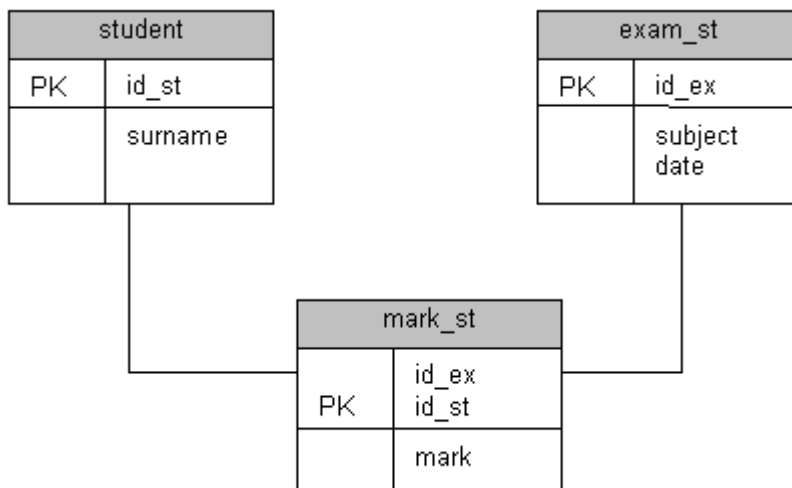 student
PK id_st
surname
exam_st
PK id_ex
subject
date
mark_st
id_ex
PK id_st
mark